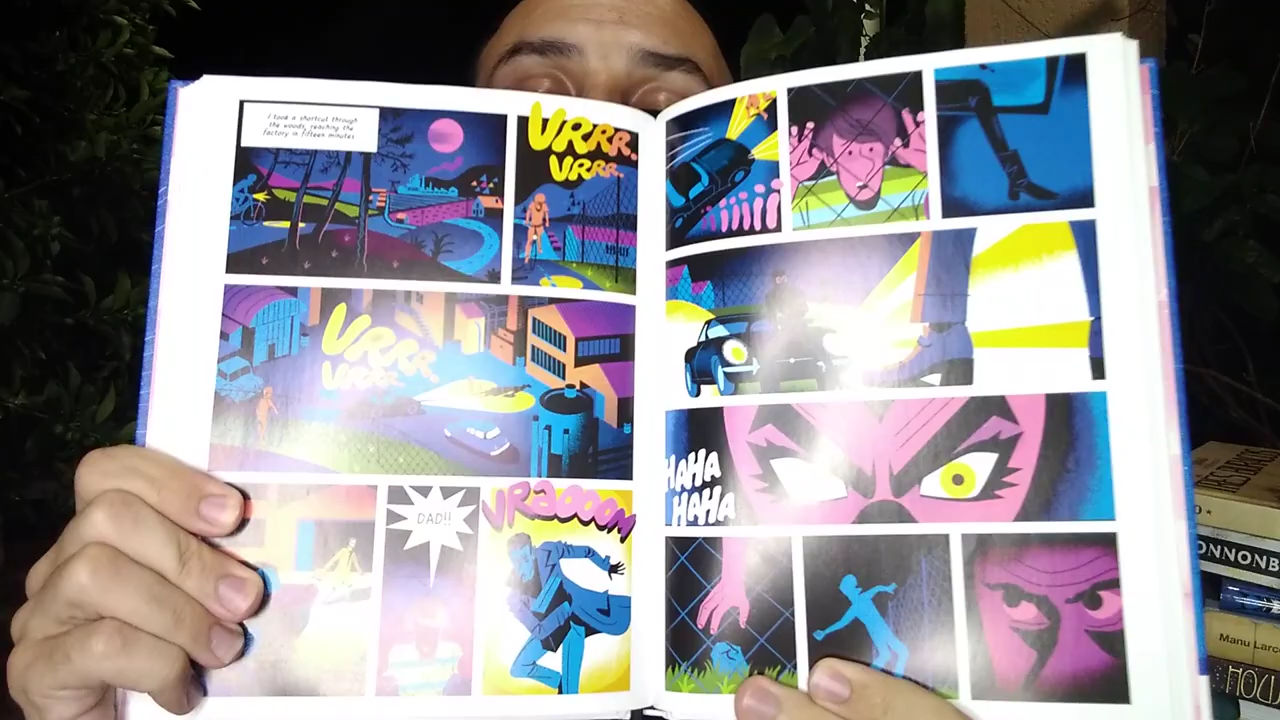 I took a shortcut through
the woods, reaching the
factory in fifteen minutes
VRRR.
VRRR.
VRRR.
VRRR.
DAD!!
VRAOOOM
HAHA
HAHA
ONNONB
Manu Larc